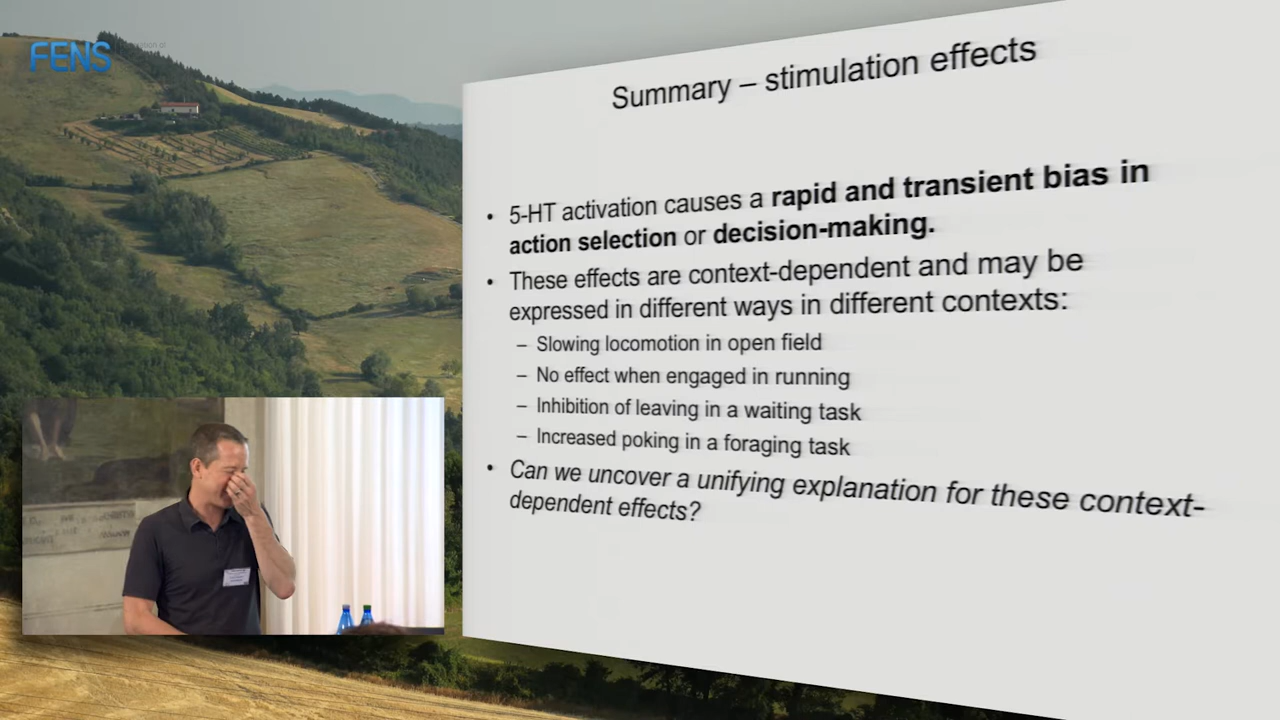 FENS
Summary – stimulation effects
• 5-HT activation causes a rapid and transient bias in
action selection or decision-making.
• These effects are context-dependent and may be
expressed in different ways in different contexts:
– Slowing locomotion in open field
– No effect when engaged in running
– Inhibition of leaving in a waiting task
– Increased poking in a foraging task
• Can we uncover a unifying explanation for these context-
dependent effects?